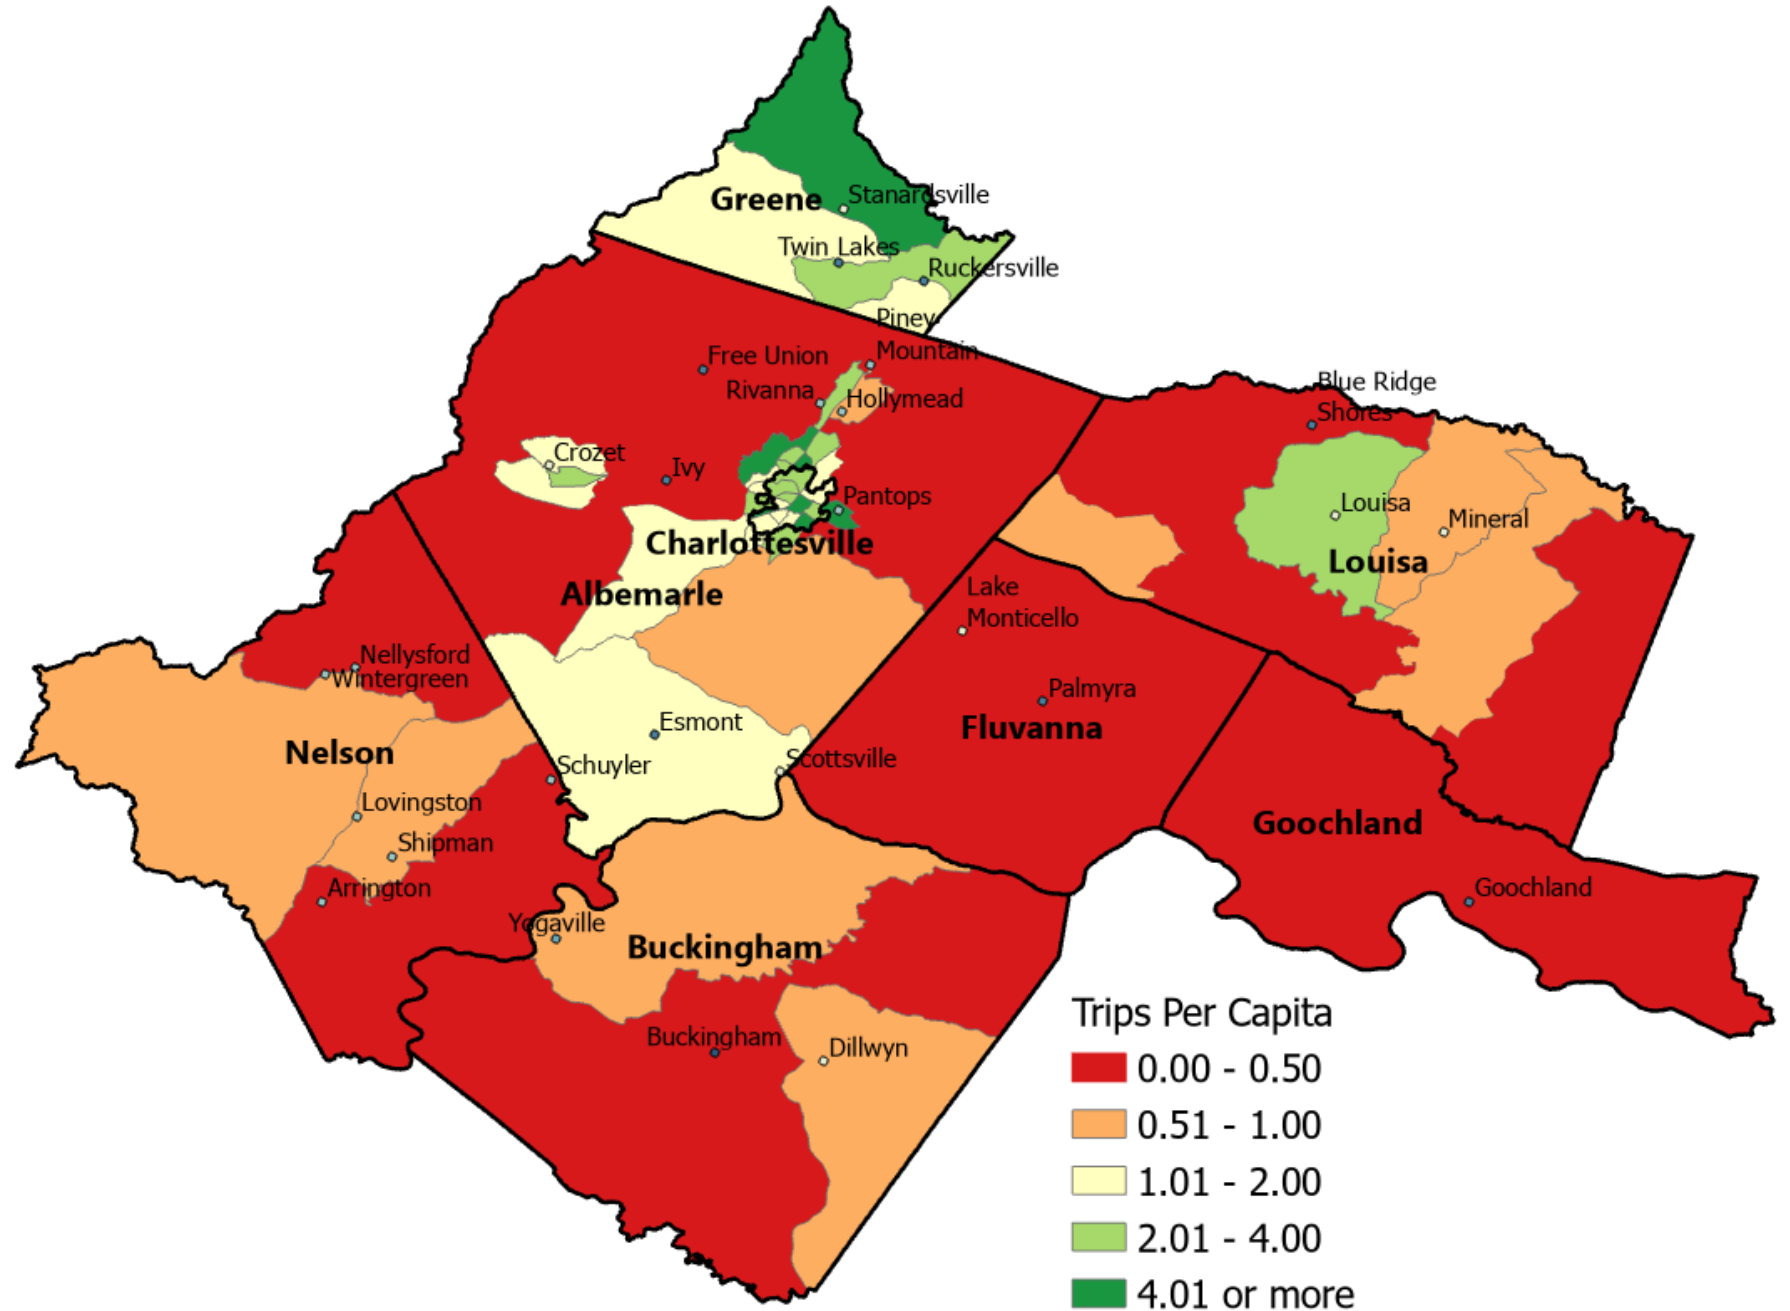 Greene
Stanardsville
Twin Lakes
Ruckersville
Piney
Mountain
Free Union
Rivanna
Hollymead
Blue Ridge
Shores
Crozet
Ivy
Pantops
Louisa
Mineral
Charlottesville
Louisa
Albemarle
Lake
Monticello
Nellysford
Wintergreen
Palmyra
Esmont
Fluvanna
Nelson
Schuyler
Scottsville
Lovingston
Goochland
Shipman
Arrington
Goochland
Yogaville
Buckingham
Buckingham
Dillwyn
Trips Per Capita
0.00 - 0.50
0.51 - 1.00
1.01 - 2.00
2.01 - 4.00
4.01 or more